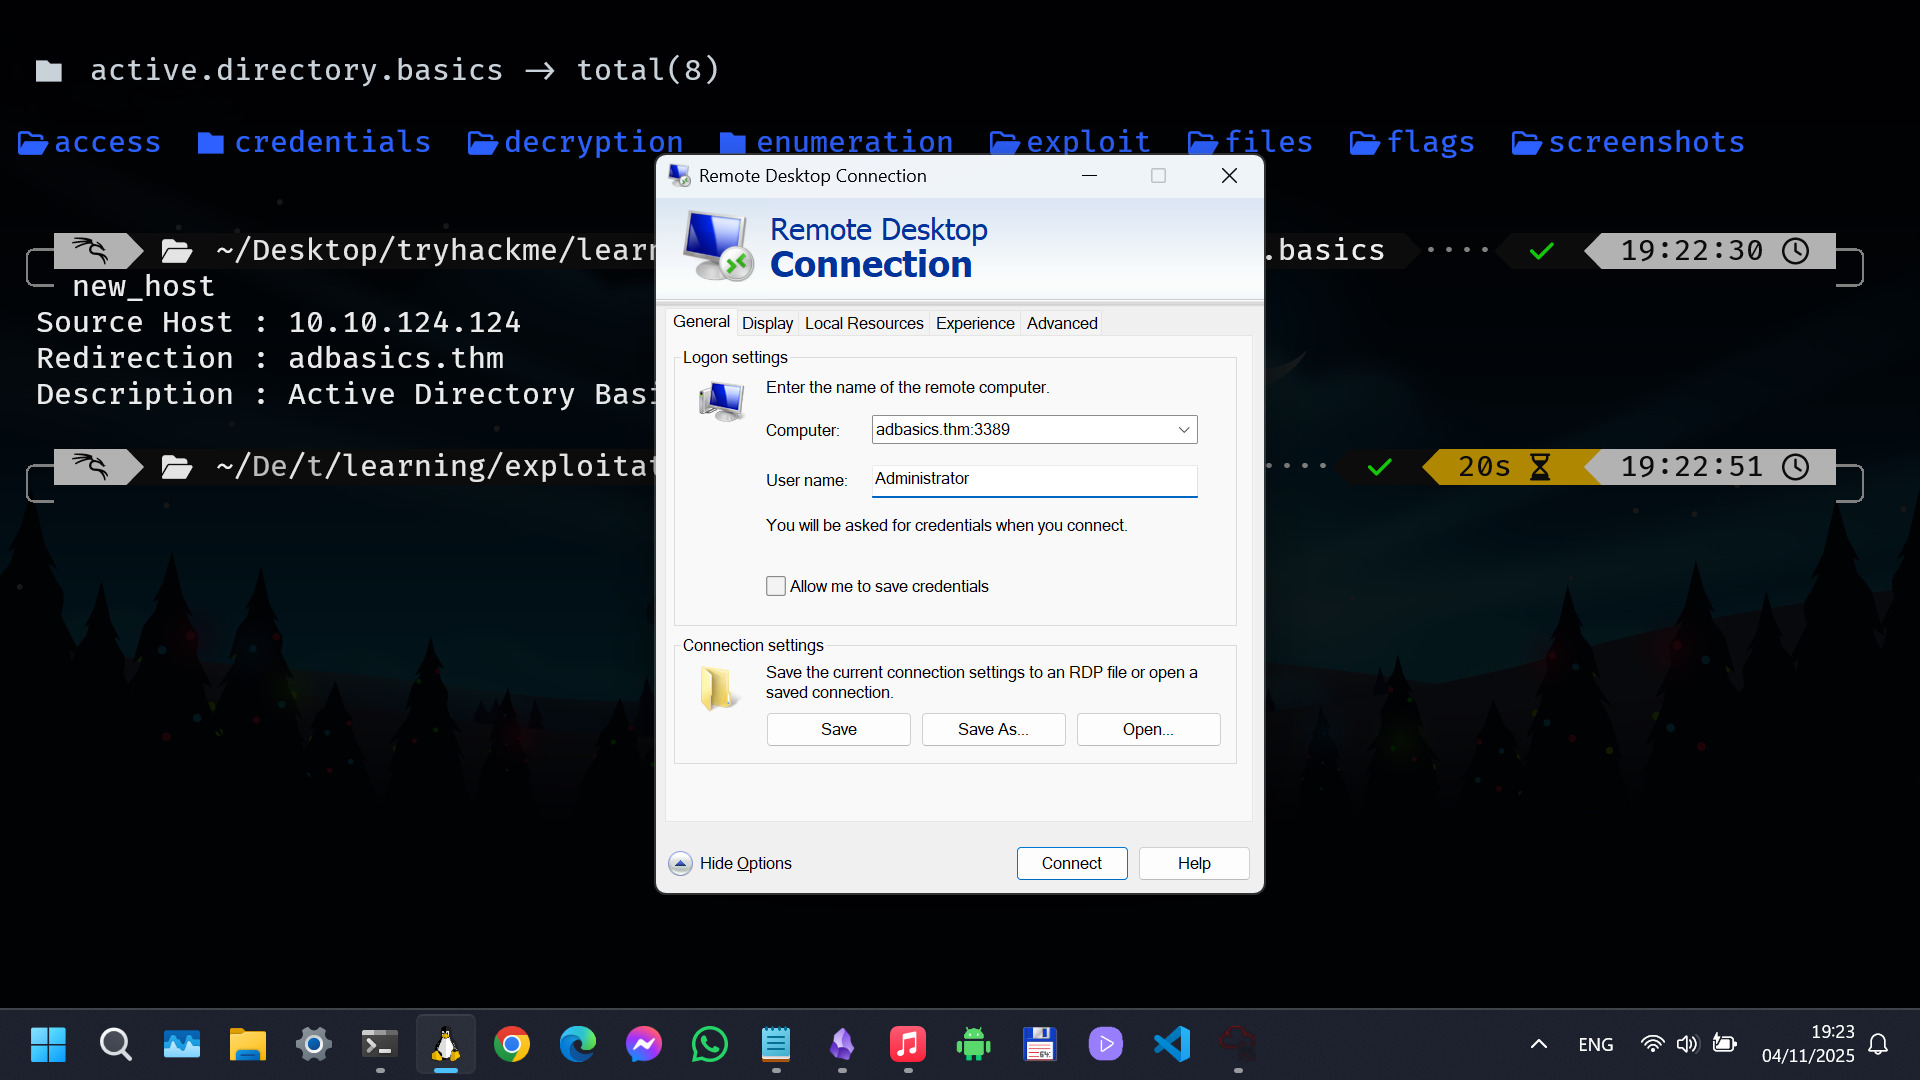 active.directory.basics → total(8)
access credentials decryption enumeration exploit files flags screenshots
~/Desktop/tryhackme/learn
.basics
19:22:30
new_host
Source Host : 10.10.124.124
Redirection : adbasics.thm
Description : Active Directory Basi
~/De/t/learning/exploitat
20s
19:22:51
Remote Desktop Connection
Remote Desktop
Connection
General Display Local Resources Experience Advanced
Logon settings
Enter the name of the remote computer.
Computer: adbasics.thm:3389
User name: Administrator
You will be asked for credentials when you connect.
Allow me to save credentials
Connection settings
Save the current connection settings to an RDP file or open a
saved connection.
Save Save As... Open...
Hide Options Connect Help
64
ENG
19:23
04/11/2025